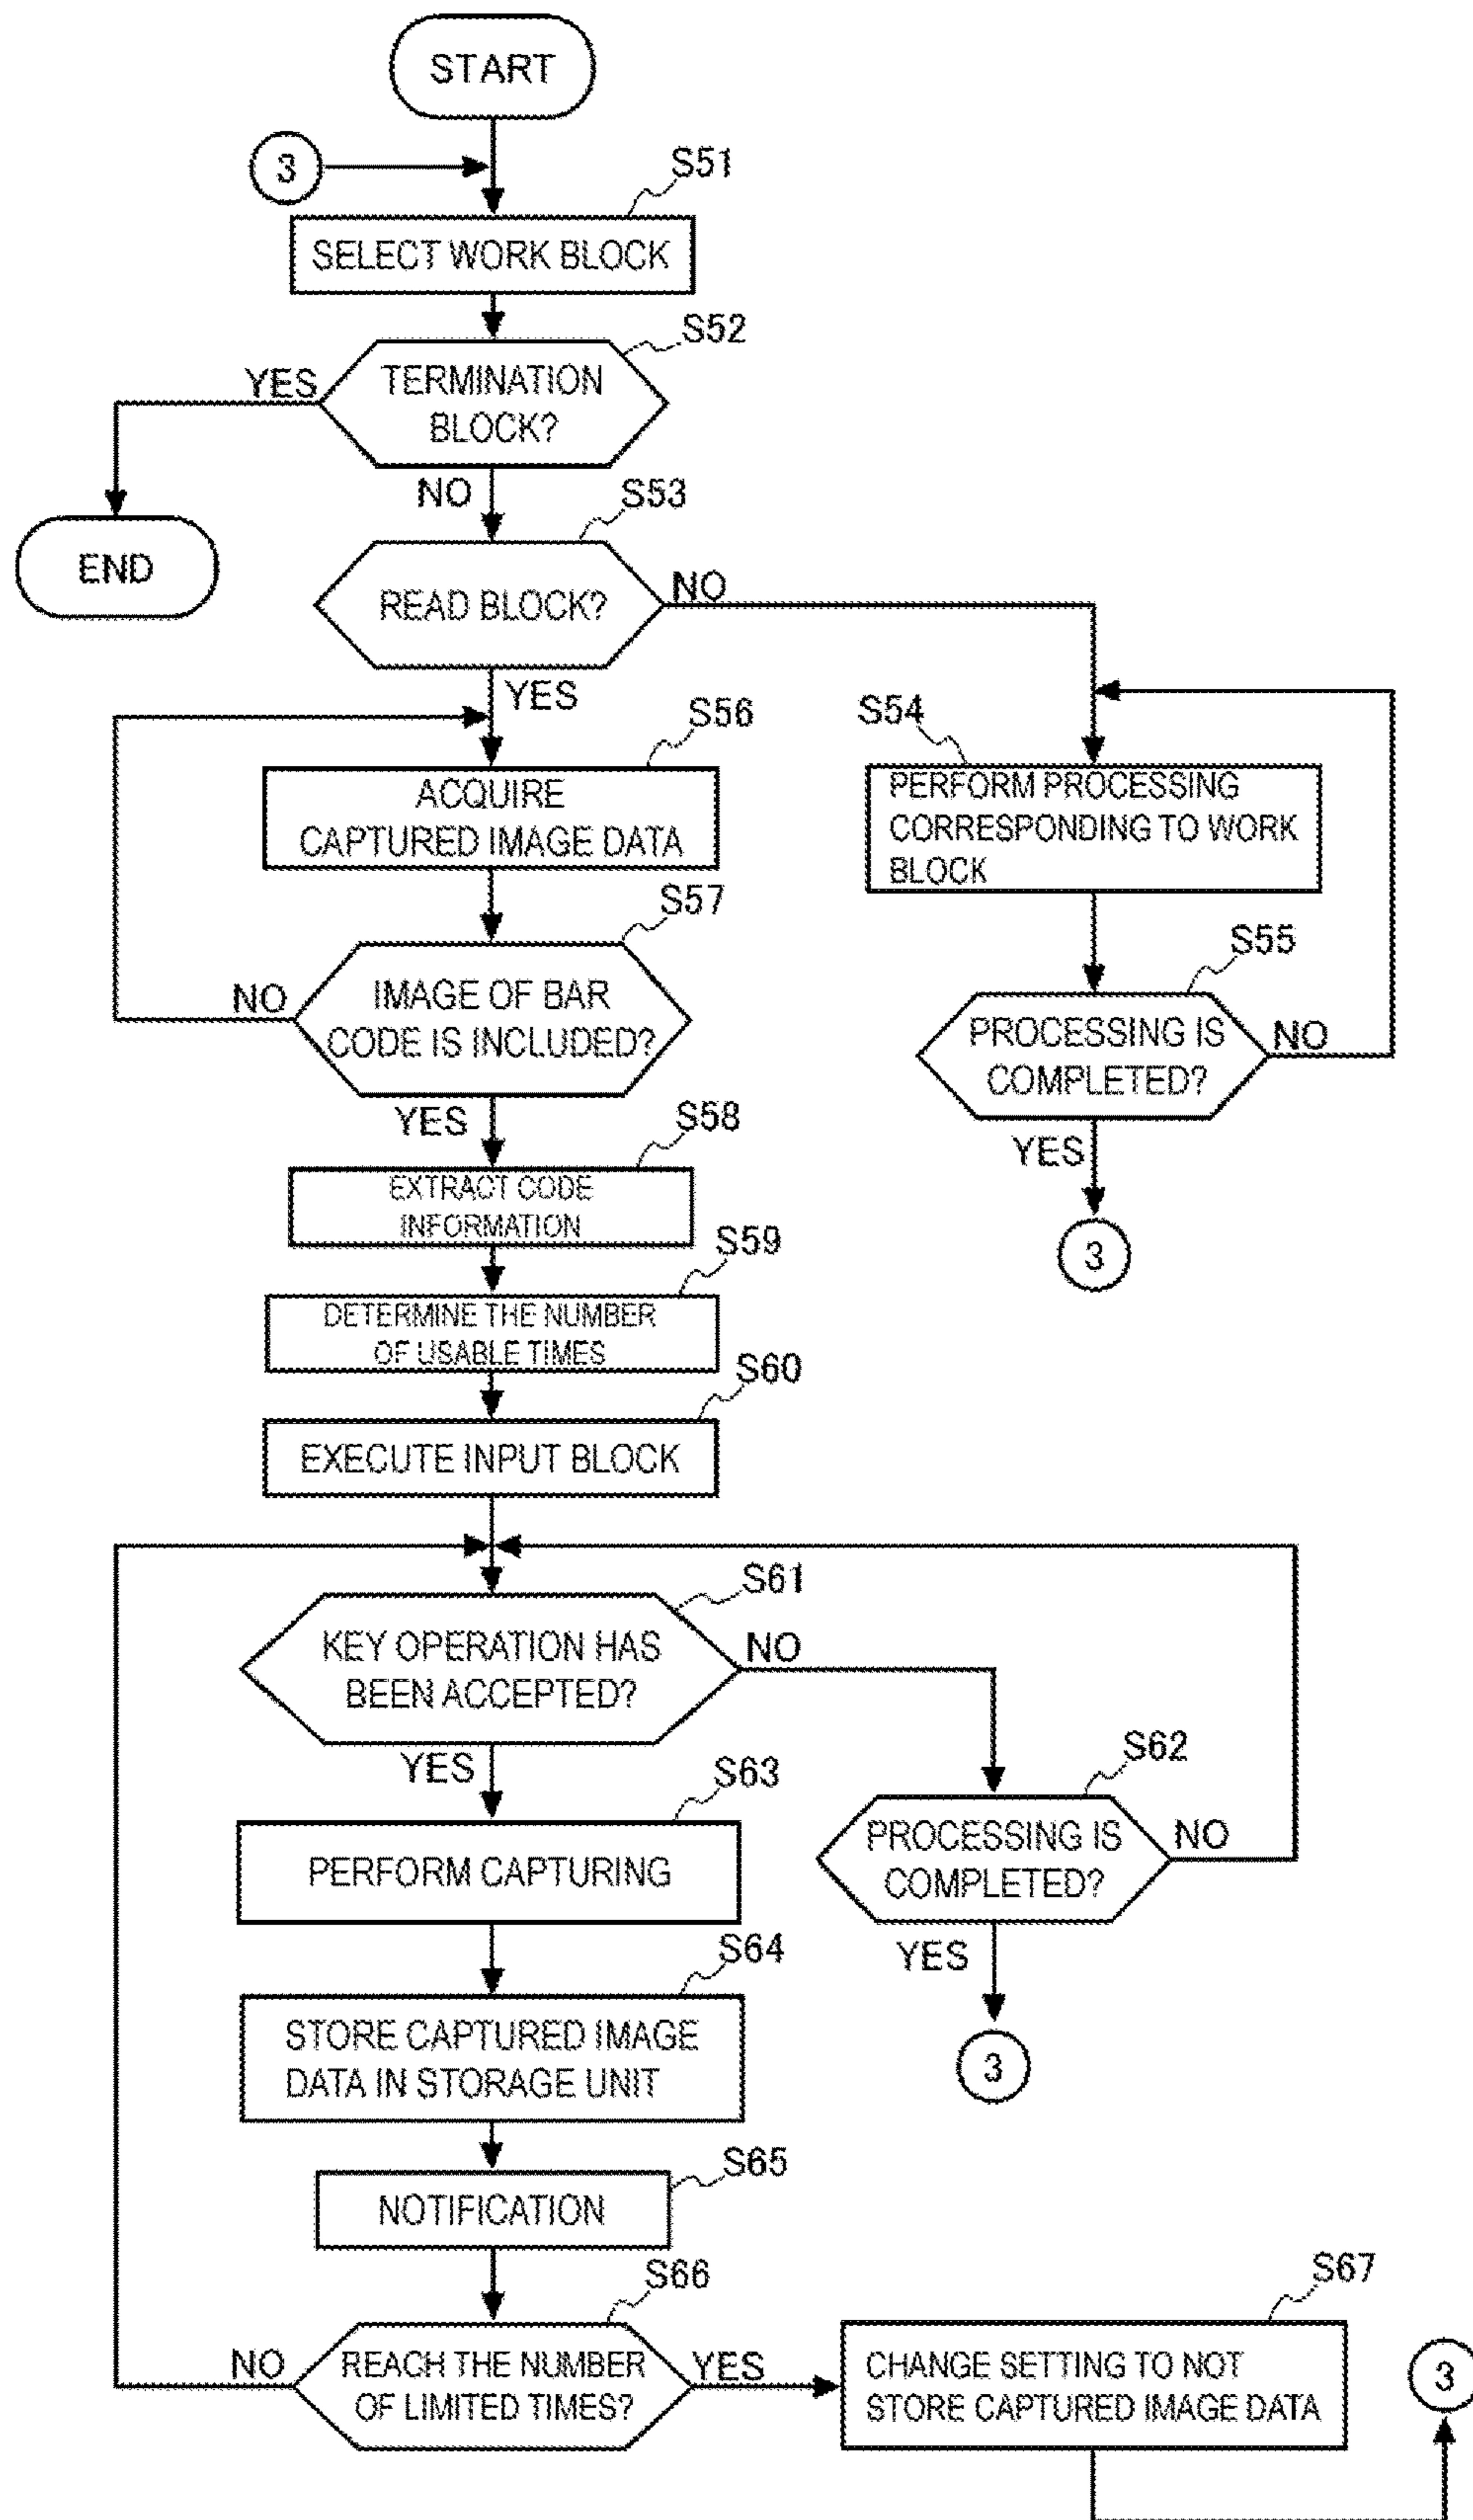 START
3
S51
SELECT WORK BLOCK
S52
YES
TERMINATION
BLOCK?
NO
S53
END
READ BLOCK?
NO
YES
S56
S54
ACQUIRE
CAPTURED IMAGE DATA
PERFORM PROCESSING
CORRESPONDING TO WORK
BLOCK
S57
S55
NO
IMAGE OF BAR
CODE IS INCLUDED?
PROCESSING IS
COMPLETED?
NO
YES
S58
YES
EXTRACT CODE
INFORMATION
3
S59
DETERMINE THE NUMBER
OF USABLE TIMES
S60
EXECUTE INPUT BLOCK
S61
KEY OPERATION HAS
BEEN ACCEPTED?
NO
YES
S63
S62
PERFORM CAPTURING
PROCESSING IS
COMPLETED?
NO
YES
S64
STORE CAPTURED IMAGE
DATA IN STORAGE UNIT
3
S65
NOTIFICATION
S66
S67
NO
REACH THE NUMBER
OF LIMITED TIMES?
YES
CHANGE SETTING TO NOT
STORE CAPTURED IMAGE DATA
3